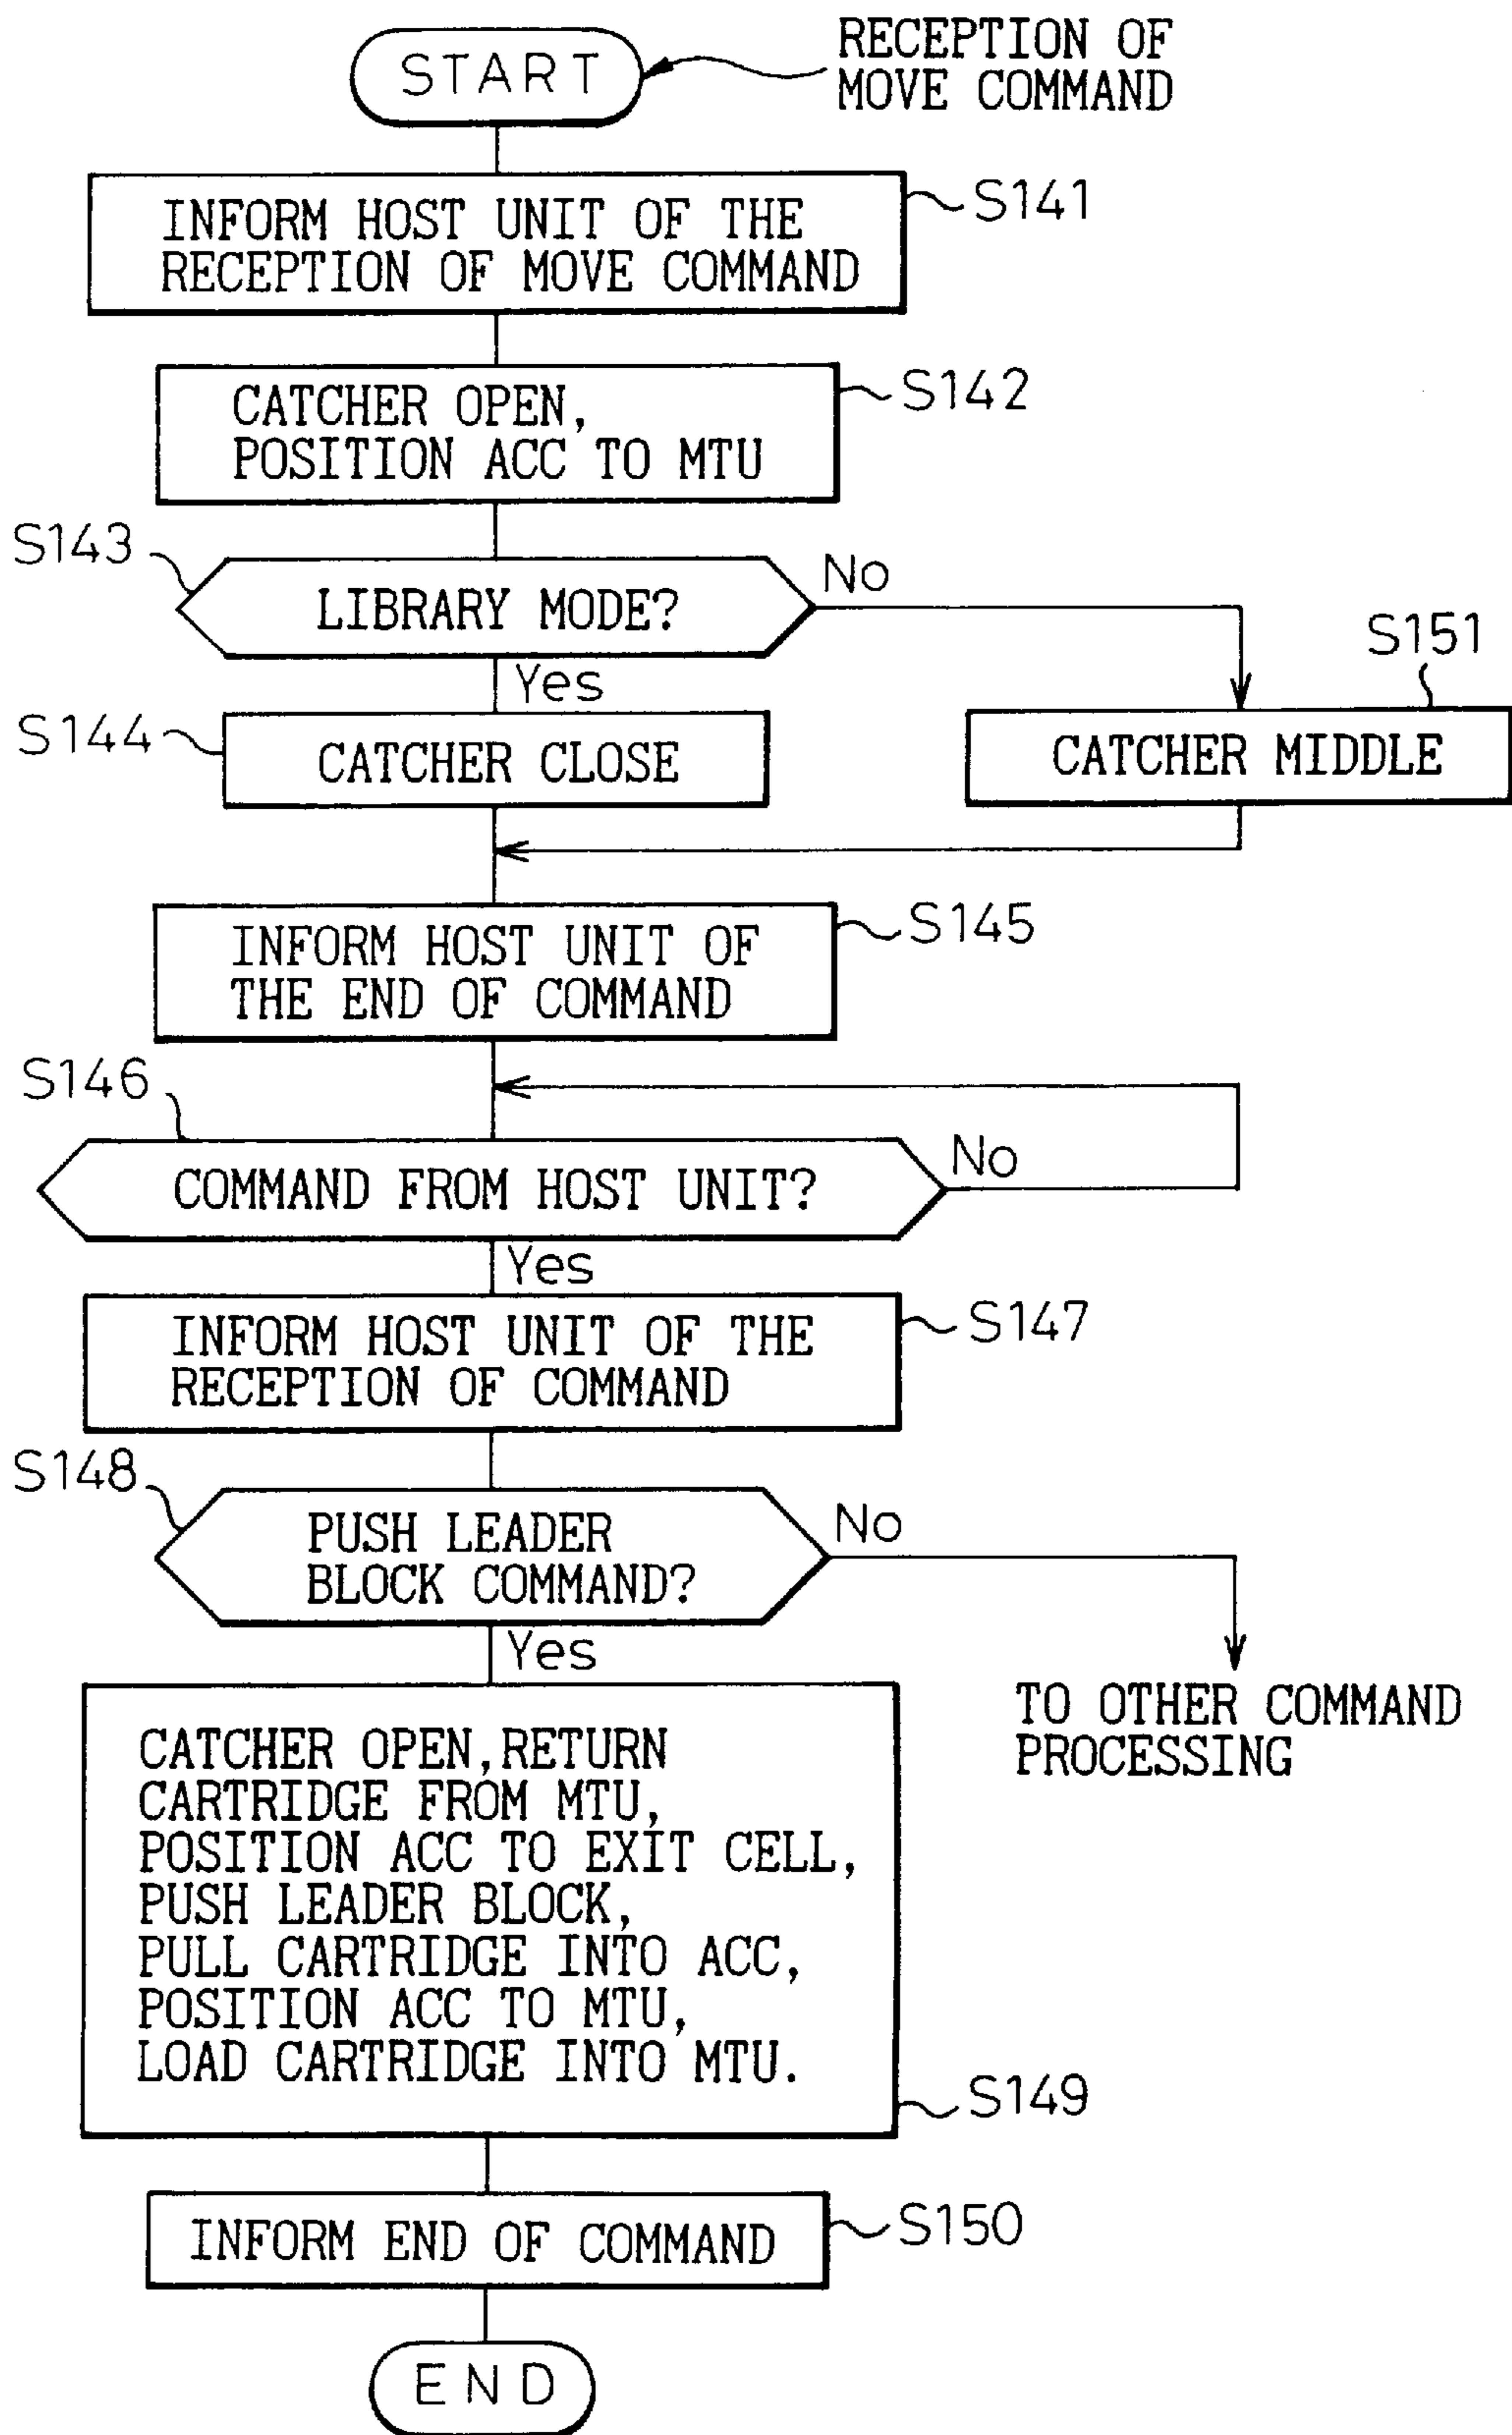 START
RECEPTION OF
MOVE COMMAND
INFORM HOST UNIT OF THE
RECEPTION OF MOVE COMMAND
S141
CATCHER OPEN,
POSITION ACC TO MTU
S142
S143
LIBRARY MODE?
No
Yes
S151
S144
CATCHER CLOSE
CATCHER MIDDLE
INFORM HOST UNIT OF
THE END OF COMMAND
S145
S146
COMMAND FROM HOST UNIT?
No
Yes
INFORM HOST UNIT OF THE
RECEPTION OF COMMAND
S147
S148
PUSH LEADER
BLOCK COMMAND?
No
Yes
TO OTHER COMMAND
PROCESSING
CATCHER OPEN,RETURN
CARTRIDGE FROM MTU,
POSITION ACC TO EXIT CELL,
PUSH LEADER BLOCK,
PULL CARTRIDGE INTO ACC,
POSITION ACC TO MTU,
LOAD CARTRIDGE INTO MTU.
S149
INFORM END OF COMMAND
S150
END